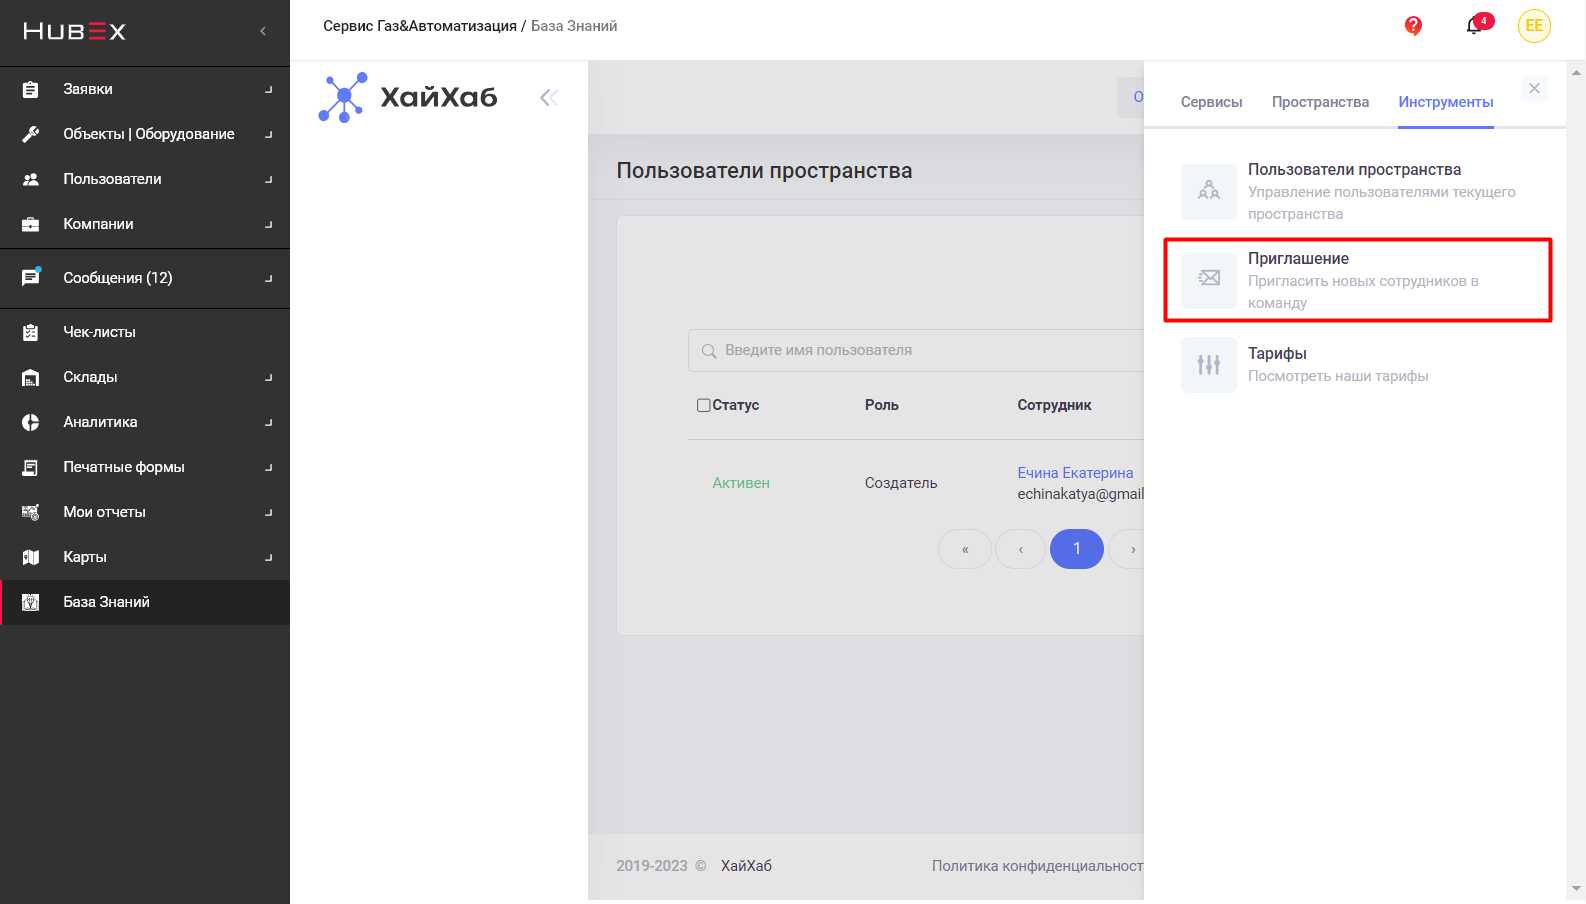 HUBEX
Заявки
Объекты | Оборудование
Пользователи
Компании
Сообщения (12)
Чек-листы
Склады
Аналитика
Печатные формы
Мои отчеты
Карты
База Знаний
Сервис Газ&Автоматизация / База Знаний
4
EE
ХайХаб
О
Пользователи пространства
Введите имя пользователя
Статус Роль Сотрудник
Активен Создатель Ечина Екатерина
echinakatya@gmail
« ‹ 1 ›
2019-2023 © ХайХаб Политика конфиденциальност
Сервисы Пространства Инструменты
Пользователи пространства
Управление пользователями текущего
пространства
Приглашение
Пригласить новых сотрудников в
команду
Тарифы
Посмотреть наши тарифы